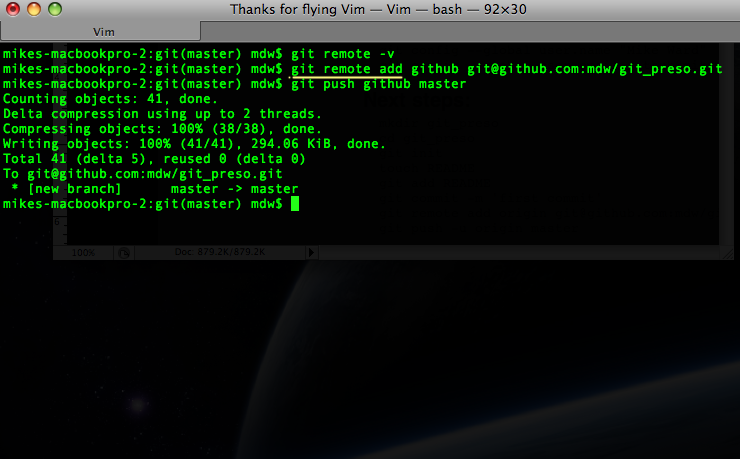 Thanks for flying Vim — Vim — bash — 92×30
Vim
mikes-macbookpro-2:git(master) mdw$ git remote -v
mikes-macbookpro-2:git(master) mdw$ git remote add github git@github.com:mdw/git_preso.git
mikes-macbookpro-2:git(master) mdw$ git push github master
Counting objects: 41, done.
Delta compression using up to 2 threads.
Compressing objects: 100% (38/38), done.
Writing objects: 100% (41/41), 294.06 KiB, done.
Total 41 (delta 5), reused 0 (delta 0)
To git@github.com:mdw/git_preso.git
 * [new branch]      master -> master
mikes-macbookpro-2:git(master) mdw$
100% Doc: 879.2K/879.2K